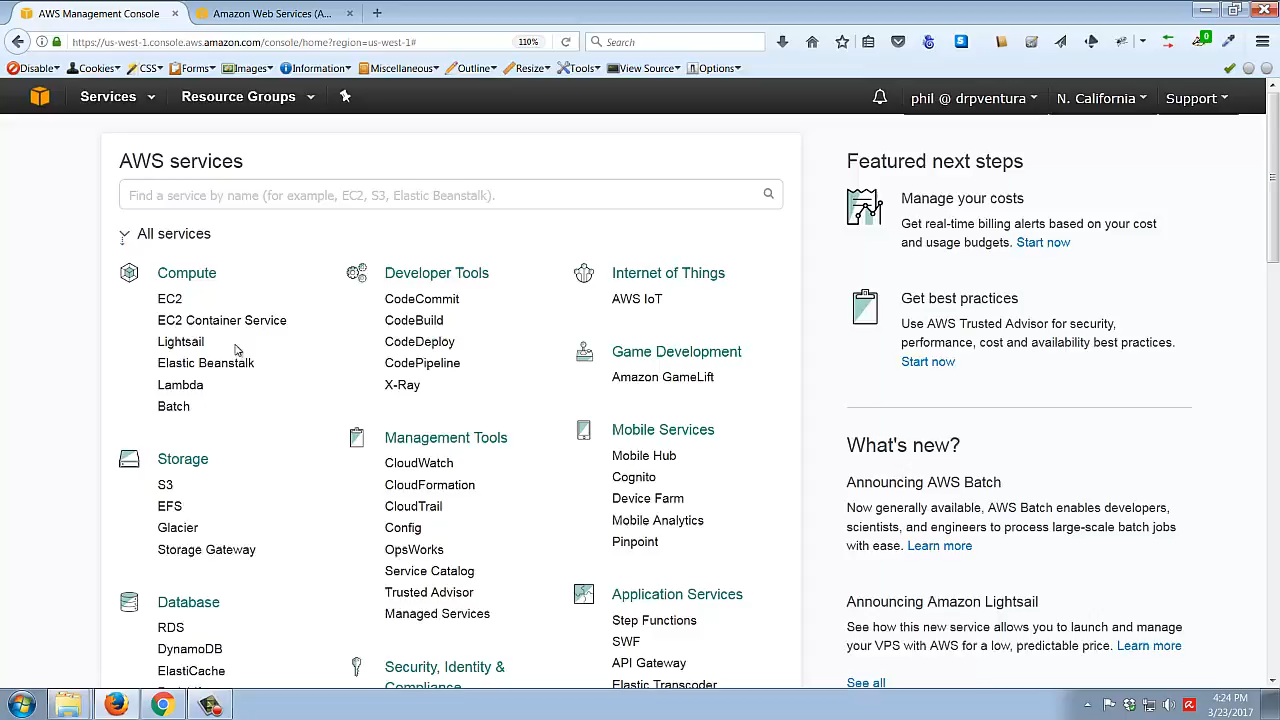 AWS Management Console
Amazon Web Services (A...
https://us-west-1.console.aws.amazon.com/console/home?region=us-west-1#
110%
Search
0
Disable
Cookies
CSS
Forms
Images
Information
Miscellaneous
Outline
Resize
Tools
View Source
Options
Services
Resource Groups
phil @ drpventura
N. California
Support
AWS services
Find a service by name (for example, EC2, S3, Elastic Beanstalk).
All services
Compute
EC2
EC2 Container Service
Lightsail
Elastic Beanstalk
Lambda
Batch
Storage
S3
EFS
Glacier
Storage Gateway
Database
RDS
DynamoDB
ElastiCache
Developer Tools
CodeCommit
CodeBuild
CodeDeploy
CodePipeline
X-Ray
Management Tools
CloudWatch
CloudFormation
CloudTrail
Config
OpsWorks
Service Catalog
Trusted Advisor
Managed Services
Security, Identity &
Compliance
Internet of Things
AWS IoT
Game Development
Amazon GameLift
Mobile Services
Mobile Hub
Cognito
Device Farm
Mobile Analytics
Pinpoint
Application Services
Step Functions
SWF
API Gateway
Elastic Transcoder
Featured next steps
Manage your costs
Get real-time billing alerts based on your cost
and usage budgets. Start now
Get best practices
Use AWS Trusted Advisor for security,
performance, cost and availability best practices.
Start now
What's new?
Announcing AWS Batch
Now generally available, AWS Batch enables developers,
scientists, and engineers to process large-scale batch jobs
with ease. Learn more
Announcing Amazon Lightsail
See how this new service allows you to launch and manage
your VPS with AWS for a low, predictable price. Learn more
See all
4:24 PM
3/23/2017